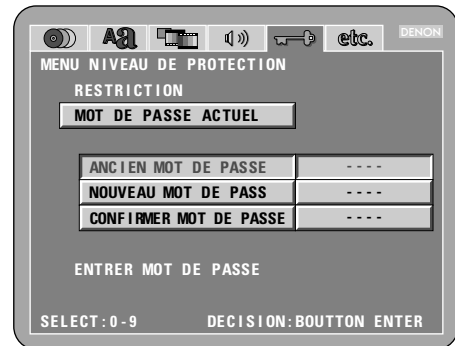 Aa etc. DENON
MENU NIVEAU DE PROTECTION
RESTRICTION
MOT DE PASSE ACTUEL
ANCIEN MOT DE PASSE ----
NOUVEAU MOT DE PASS ----
CONFIRMER MOT DE PASSE ----
ENTRER MOT DE PASSE
SELECT:0-9 DECISION:BOUTTON ENTER